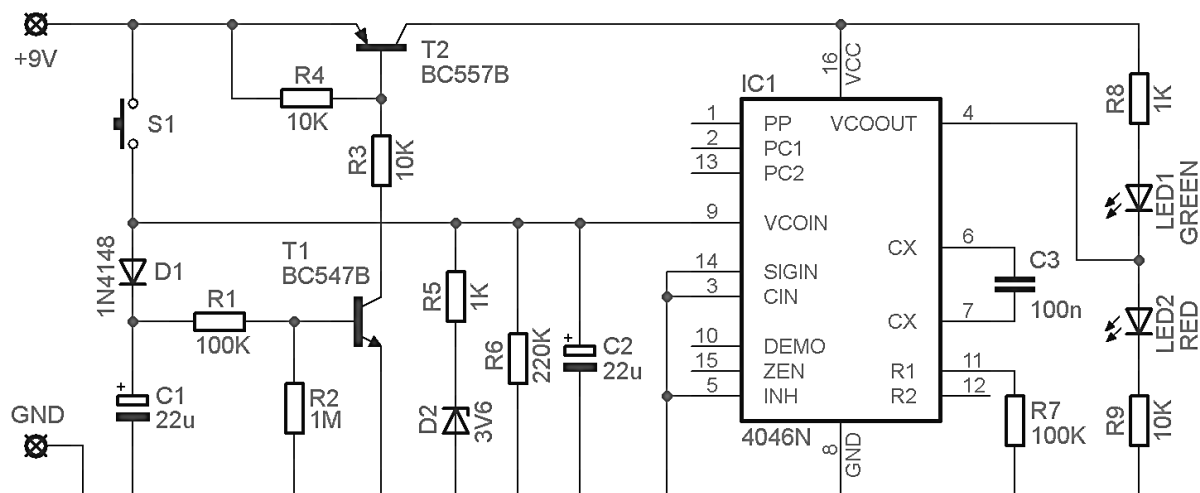 +9V
S1
R4
10K
T2
BC557B
R3
10K
1N4148
D1
T1
BC547B
R1
100K
R2
1M
+
C1
22u
GND
R5
1K
D2
3V6
R6
220K
+
C2
22u
IC1
16
VCC
1
PP
2
PC1
13
PC2
9
VCOIN
14
SIGIN
3
CIN
10
DEMO
15
ZEN
5
INH
VCOOUT
4
CX
6
CX
7
R1
11
R2
12
4046N
8
GND
C3
100n
R7
100K
R8
1K
LED1
GREEN
LED2
RED
R9
10K